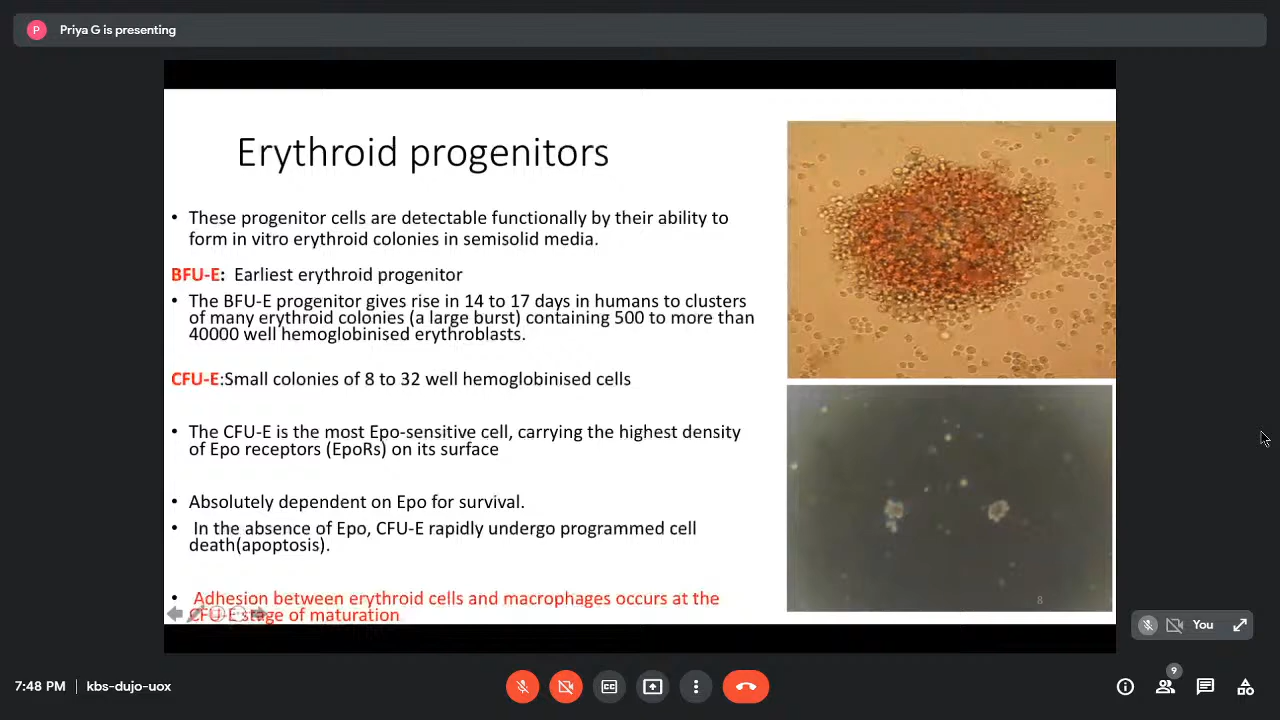 P Priya G is presenting
Erythroid progenitors
• These progenitor cells are detectable functionally by their ability to
form in vitro erythroid colonies in semisolid media.
BFU-E: Earliest erythroid progenitor
• The BFU-E progenitor gives rise in 14 to 17 days in humans to clusters
of many erythroid colonies (a large burst) containing 500 to more than
40000 well hemoglobinised erythroblasts.
CFU-E:Small colonies of 8 to 32 well hemoglobinised cells
• The CFU-E is the most Epo-sensitive cell, carrying the highest density
of Epo receptors (EpoRs) on its surface
• Absolutely dependent on Epo for survival.
• In the absence of Epo, CFU-E rapidly undergo programmed cell
death(apoptosis).
• Adhesion between erythroid cells and macrophages occurs at the
CFU-E stage of maturation
8
You
7:48 PM | kbs-dujo-uox
9